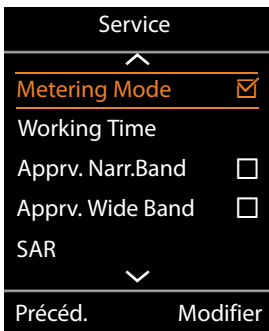 Service
Metering Mode
Working Time
Apprv. Narr.Band
Apprv. Wide Band
SAR
Précéd. Modifier